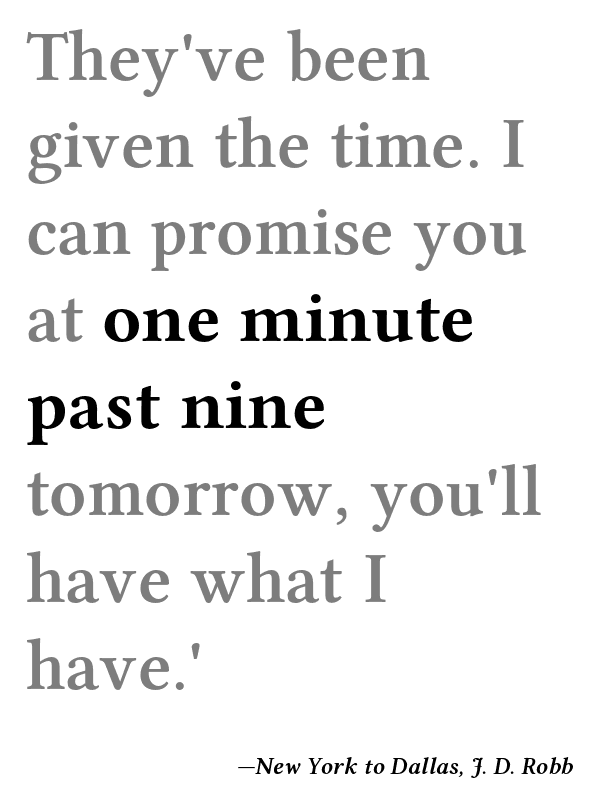 They've been
given the time. I
can promise you
at one minute
past nine
tomorrow, you'll
have what I
have.'
—New York to Dallas, J. D. Robb